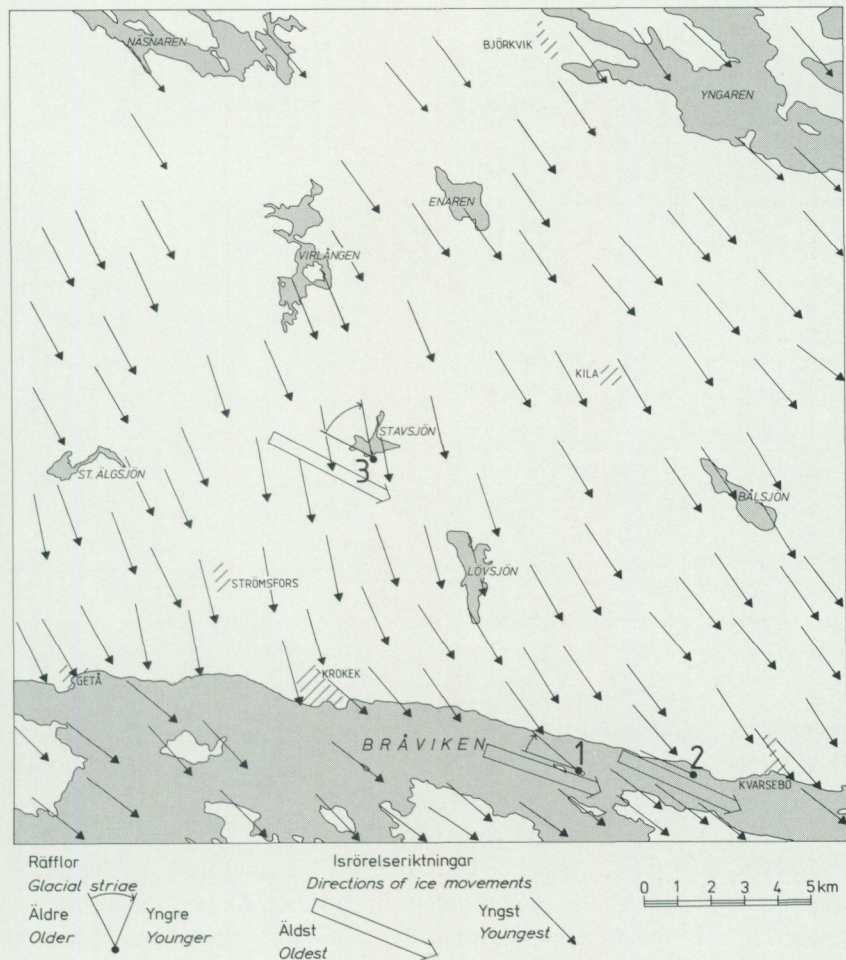 NÄSNAREN
BJÖRKVIK
YNGAREN
ENAREN
VIRLÅNGEN
KILA
STAVSJÖN
3
ST. ÄLGSJÖN
BÅLSJÖN
LÖVSJÖN
STRÖMSFORS
GETÅ
KROKEK
BRÅVIKEN
1
2
KVARSEBO
Räfflor
Glacial striae
Äldre
Older
Yngre
Younger
Isrörelseriktningar
Directions of ice movements
Äldst
Oldest
Yngst
Youngest
0 1 2 3 4 5 km